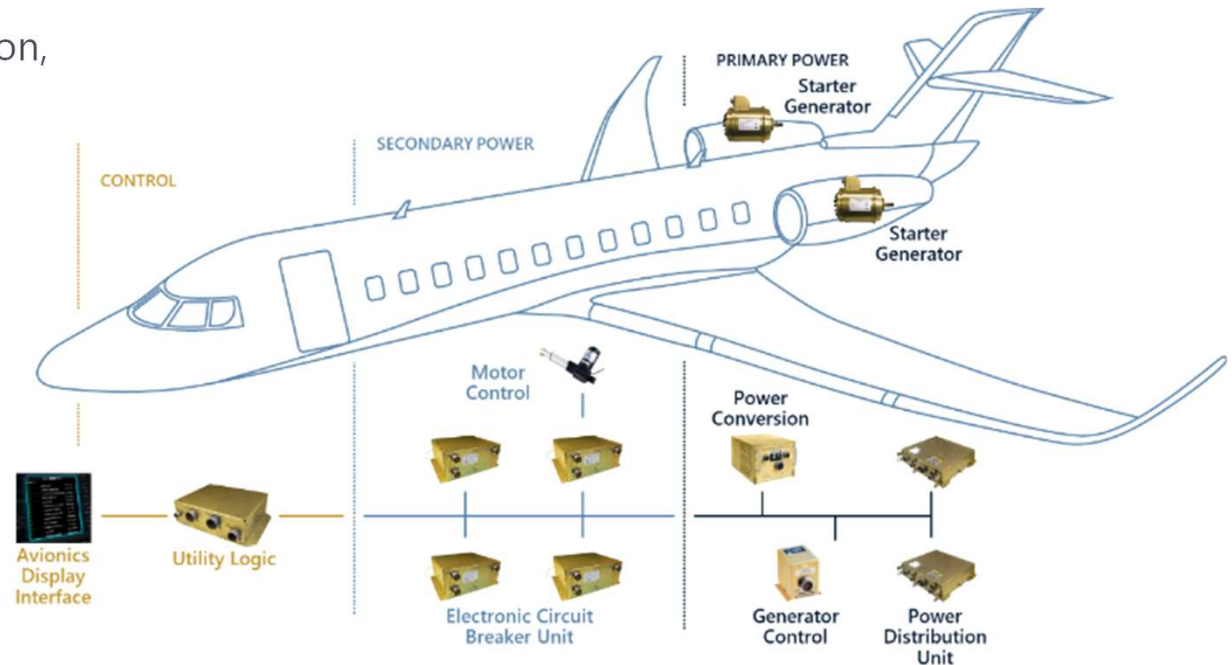 on,
PRIMARY POWER
Starter
Generator
SECONDARY POWER
CONTROL
Starter
Generator
Motor
Control
Power
Conversion
Avionics
Display
Interface
Utility Logic
Electronic Circuit
Breaker Unit
Generator
Control
Power
Distribution
Unit